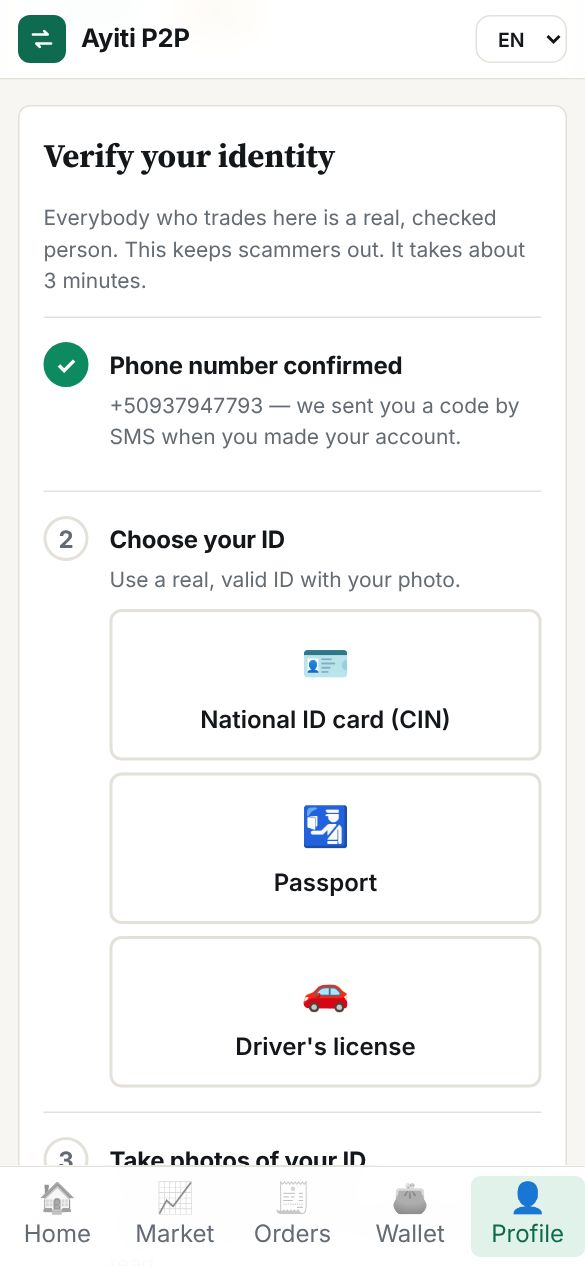 Ayiti P2P
EN
Verify your identity
Everybody who trades here is a real, checked
person. This keeps scammers out. It takes about
3 minutes.
Phone number confirmed
+50937947793 — we sent you a code by
SMS when you made your account.
2
Choose your ID
Use a real, valid ID with your photo.
National ID card (CIN)
Passport
Driver's license
3
Take photos of your ID
Home
Market
Orders
Wallet
Profile